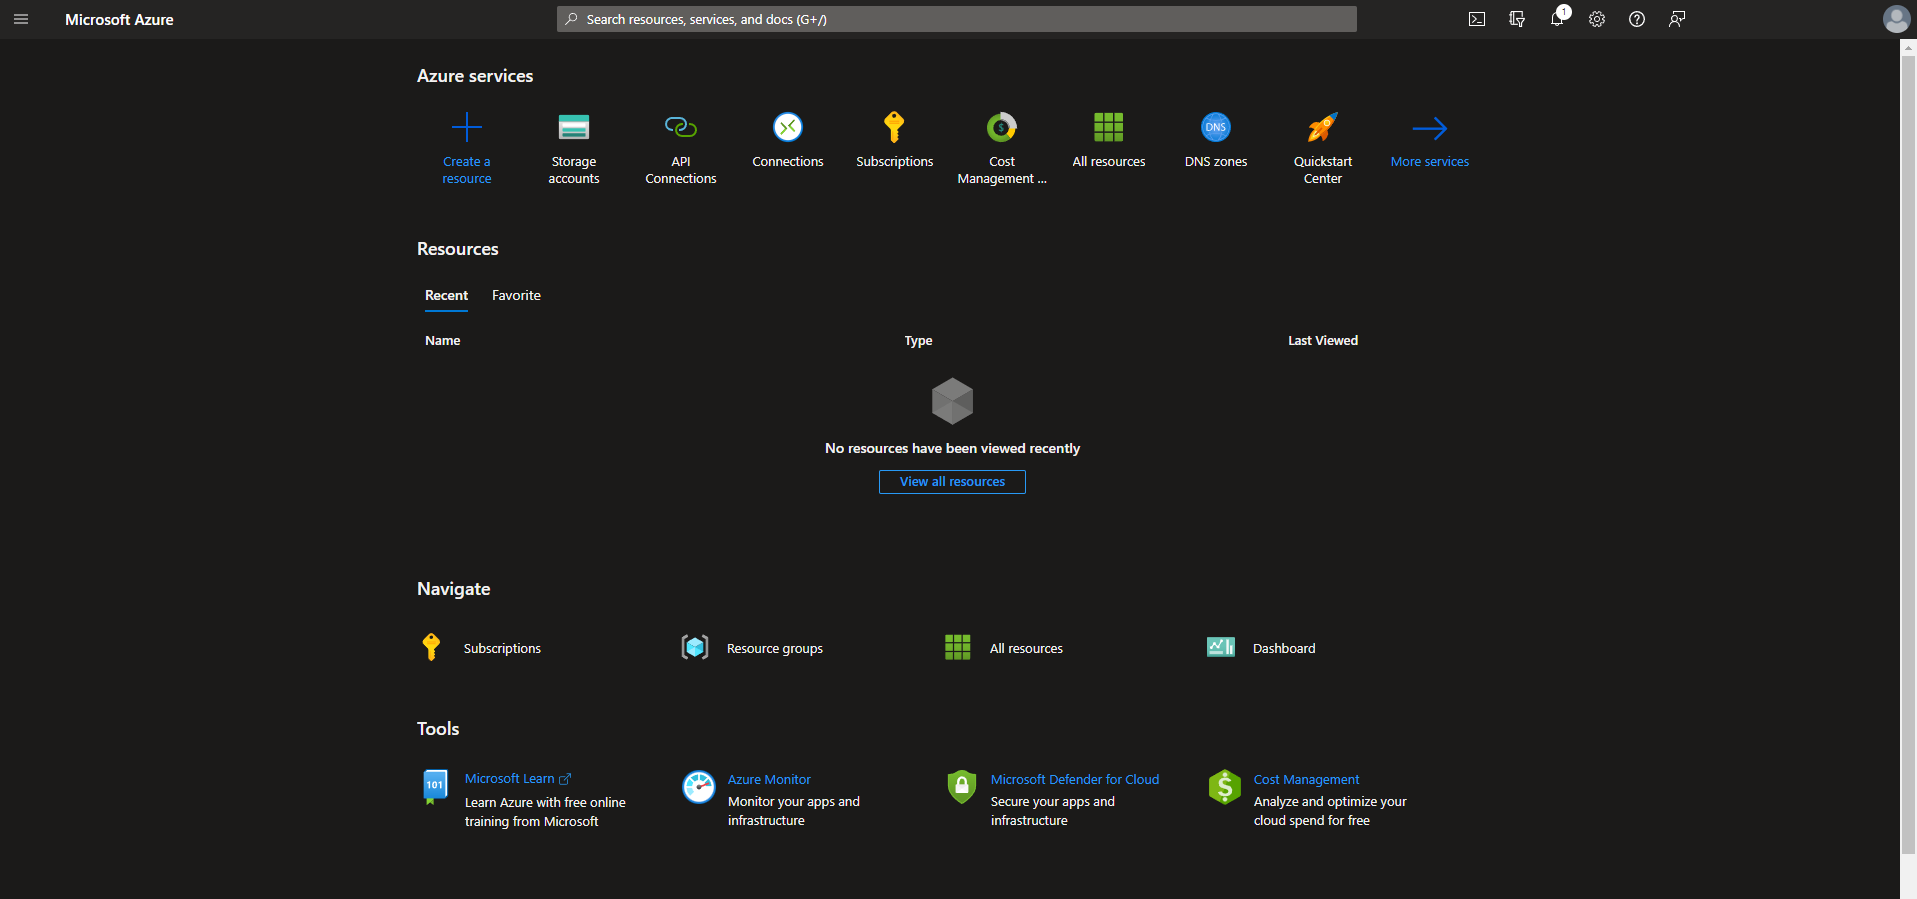 Microsoft Azure
Search resources, services, and docs (G+/)
1
Azure services
Create a
resource
Storage
accounts
API
Connections
Connections
Subscriptions
Cost
Management ...
All resources
DNS
DNS zones
Quickstart
Center
More services
Resources
Recent
Favorite
Name
Type
Last Viewed
No resources have been viewed recently
View all resources
Navigate
Subscriptions
Resource groups
All resources
Dashboard
Tools
101
Microsoft Learn
Learn Azure with free online
training from Microsoft
Azure Monitor
Monitor your apps and
infrastructure
Microsoft Defender for Cloud
Secure your apps and
infrastructure
$
Cost Management
Analyze and optimize your
cloud spend for free